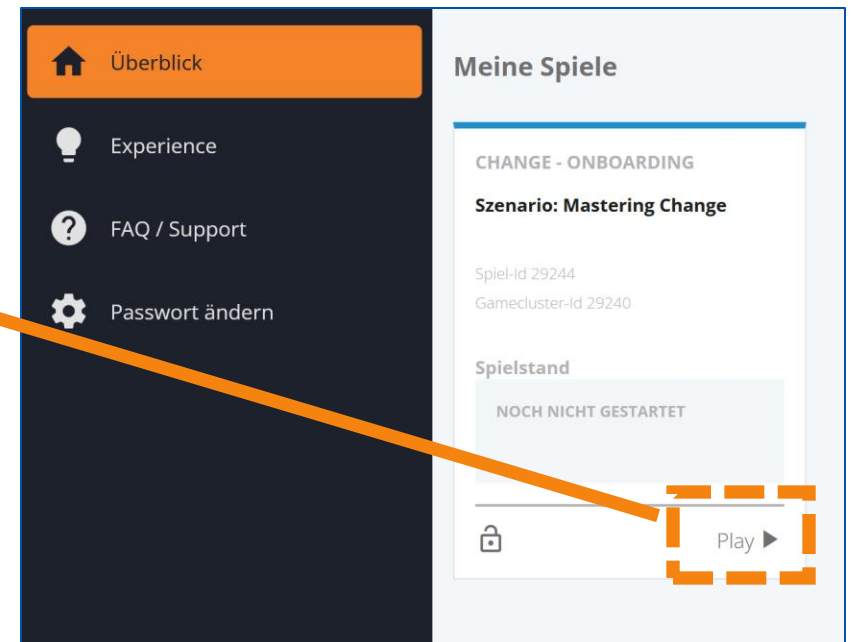 Überblick
Experience
FAQ / Support
Passwort ändern
Meine Spiele
CHANGE - ONBOARDING
Szenario: Mastering Change
Spiel-Id 29244
Gamecluster-Id 29240
Spielstand
NOCH NICHT GESTARTET
Play